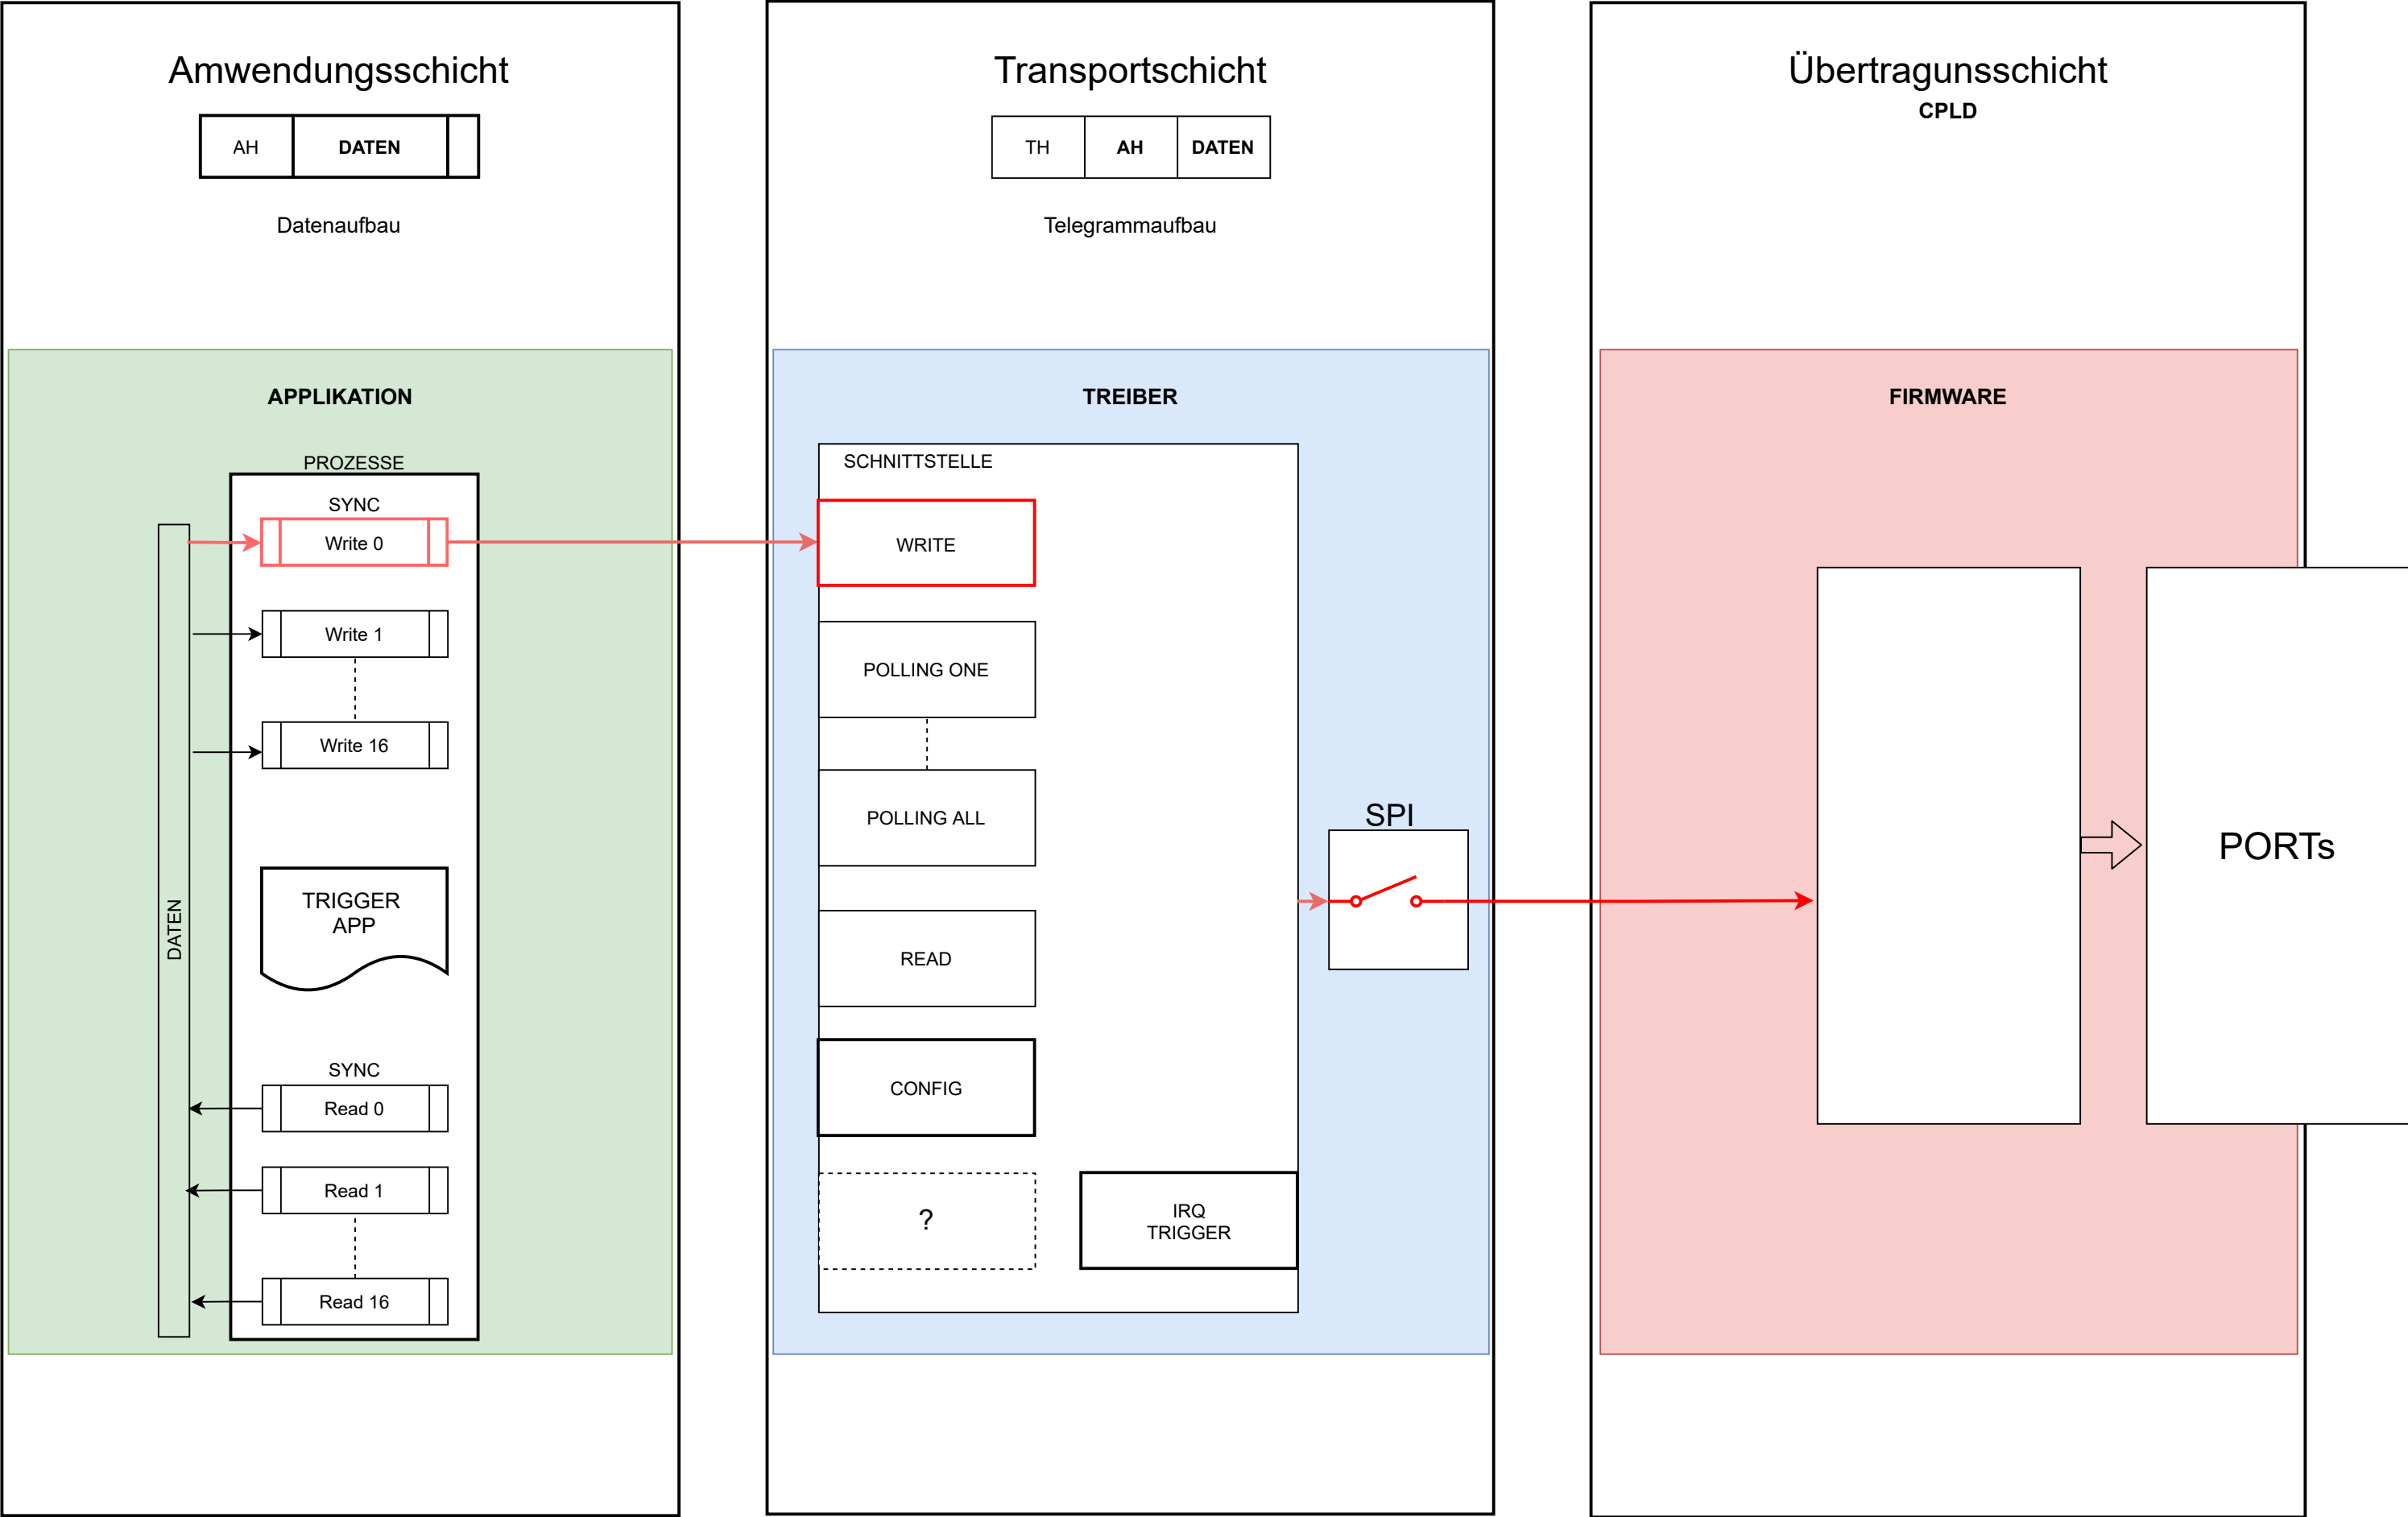 Amwendungsschicht
AH
DATEN
Datenaufbau
APPLIKATION
PROZESSE
SYNC
Write 0
Write 1
Write 16
DATEN
TRIGGER
APP
SYNC
Read 0
Read 1
Read 16
Transportschicht
TH
AH
DATEN
Telegrammaufbau
TREIBER
SCHNITTSTELLE
WRITE
POLLING ONE
POLLING ALL
READ
CONFIG
?
IRQ
TRIGGER
SPI
Übertragunsschicht
CPLD
FIRMWARE
PORTs